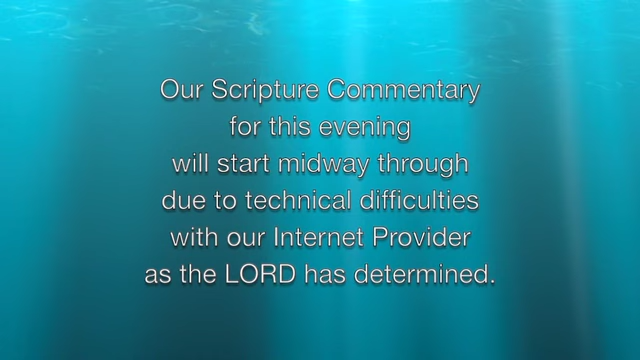 Our Scripture Commentary
for this evening
will start midway through
due to technical difficulties
with our Internet Provider
as the LORD has determined.